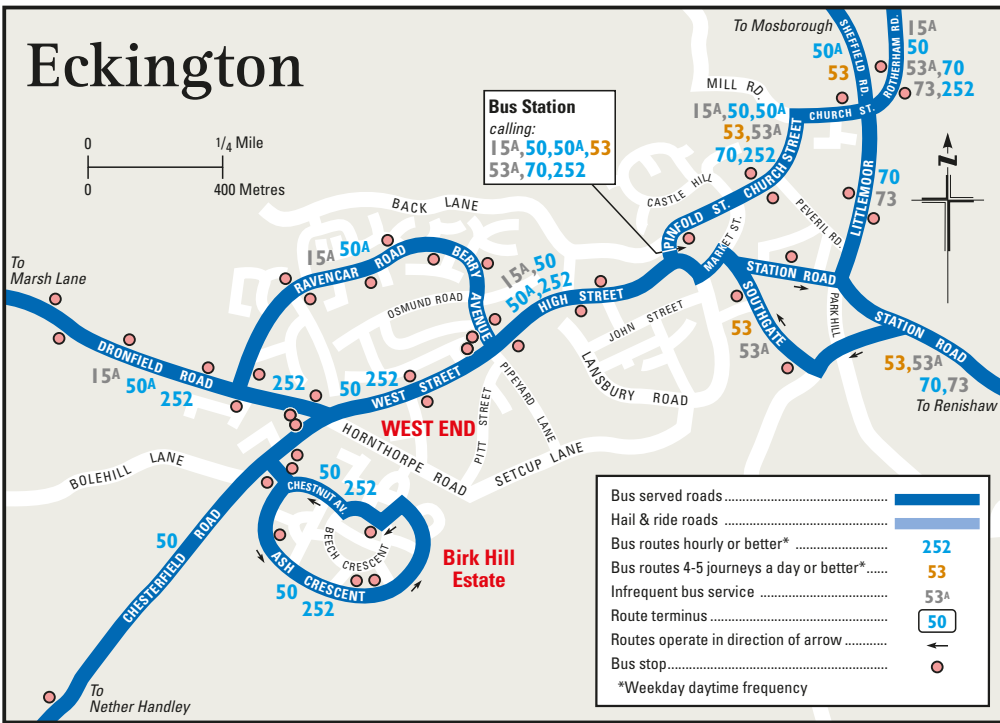 Eckington
0 1/4 Mile
0 400 Metres
To Mosborough
50A
53
SHEFFIELD RD.
ROTHERHAM RD.
15A
50
53A,70
73,252
MILL RD.
CHURCH ST.
Bus Station
calling:
15A,50,50A,53
53A,70,252
15A,50,50A
53,53A
70,252
CHURCH STREET
PINFOLD ST.
CASTLE HILL
MARKET ST.
PEVERIL RD.
LITTLEMOOR
70
73
z
BACK LANE
15A 50A
RAVENCAR ROAD
BERRY AVENUE
OSMUND ROAD
15A,50
50A,252
HIGH STREET
STATION ROAD
SOUTHGATE
PARK HILL
STATION ROAD
53
53A
53,53A
70,73
To Renishaw
JOHN STREET
LANSBURY ROAD
To
Marsh Lane
DRONFIELD ROAD
15A
50A
252
252
50 252
WEST STREET
WEST END
PITT STREET
PIPEYARD LANE
HORNTHORPE ROAD
SETCUP LANE
BOLEHILL LANE
50
252
CHESTNUT AV.
BEECH CRESCENT
ASH CRESCENT
50
252
Birk Hill
Estate
50
CHESTERFIELD ROAD
To
Nether Handley
Bus served roads
Hail & ride roads
Bus routes hourly or better* 252
Bus routes 4-5 journeys a day or better* 53
Infrequent bus service 53A
Route terminus 50
Routes operate in direction of arrow
Bus stop
*Weekday daytime frequency